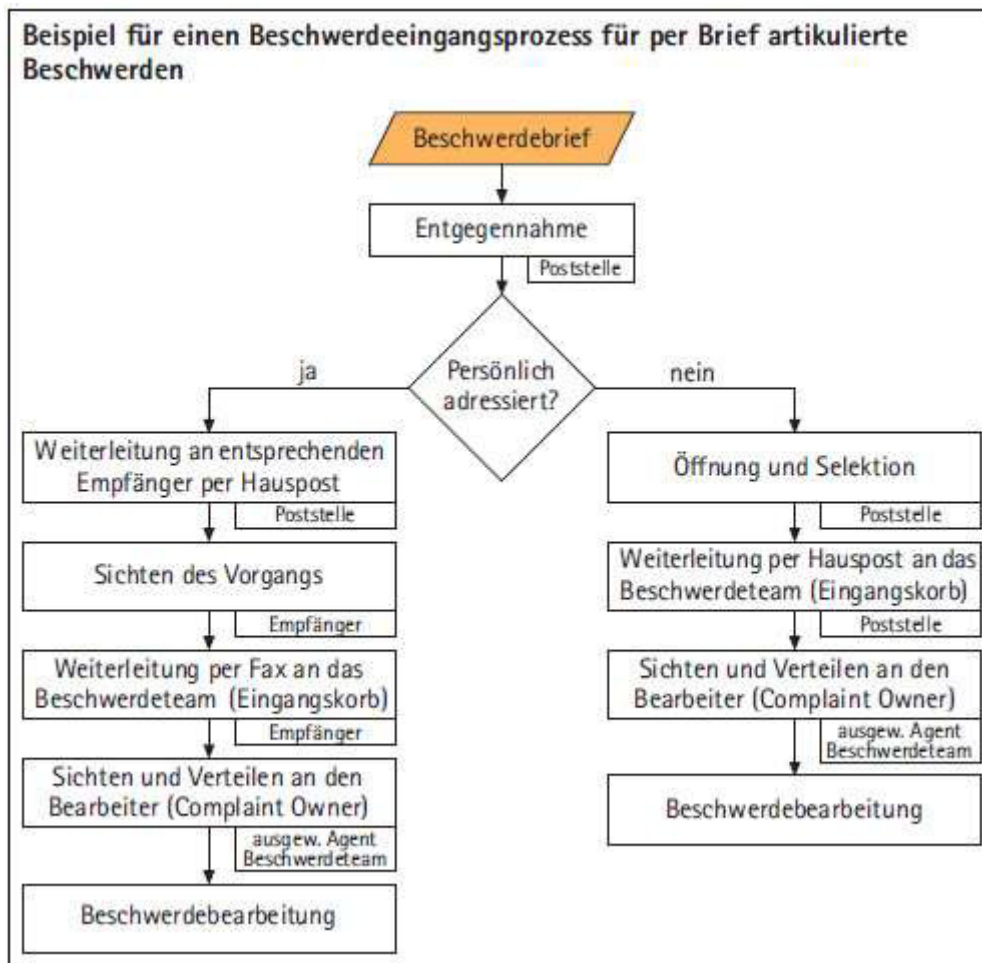 Beispiel für einen Beschwerdeeingangsprozess für per Brief artikulierte
Beschwerden
Beschwerdebrief
Entgegennahme
Poststelle
Persönlich
adressiert?
ja
nein
Weiterleitung an entsprechenden
Empfänger per Hauspost
Poststelle
Sichten des Vorgangs
Empfänger
Weiterleitung per Fax an das
Beschwerdeteam (Eingangskorb)
Empfänger
Sichten und Verteilen an den
Bearbeiter (Complaint Owner)
ausgew. Agent
Beschwerdeteam
Beschwerdebearbeitung
Öffnung und Selektion
Poststelle
Weiterleitung per Hauspost an das
Beschwerdeteam (Eingangskorb)
Poststelle
Sichten und Verteilen an den
Bearbeiter (Complaint Owner)
ausgew. Agent
Beschwerdeteam
Beschwerdebearbeitung